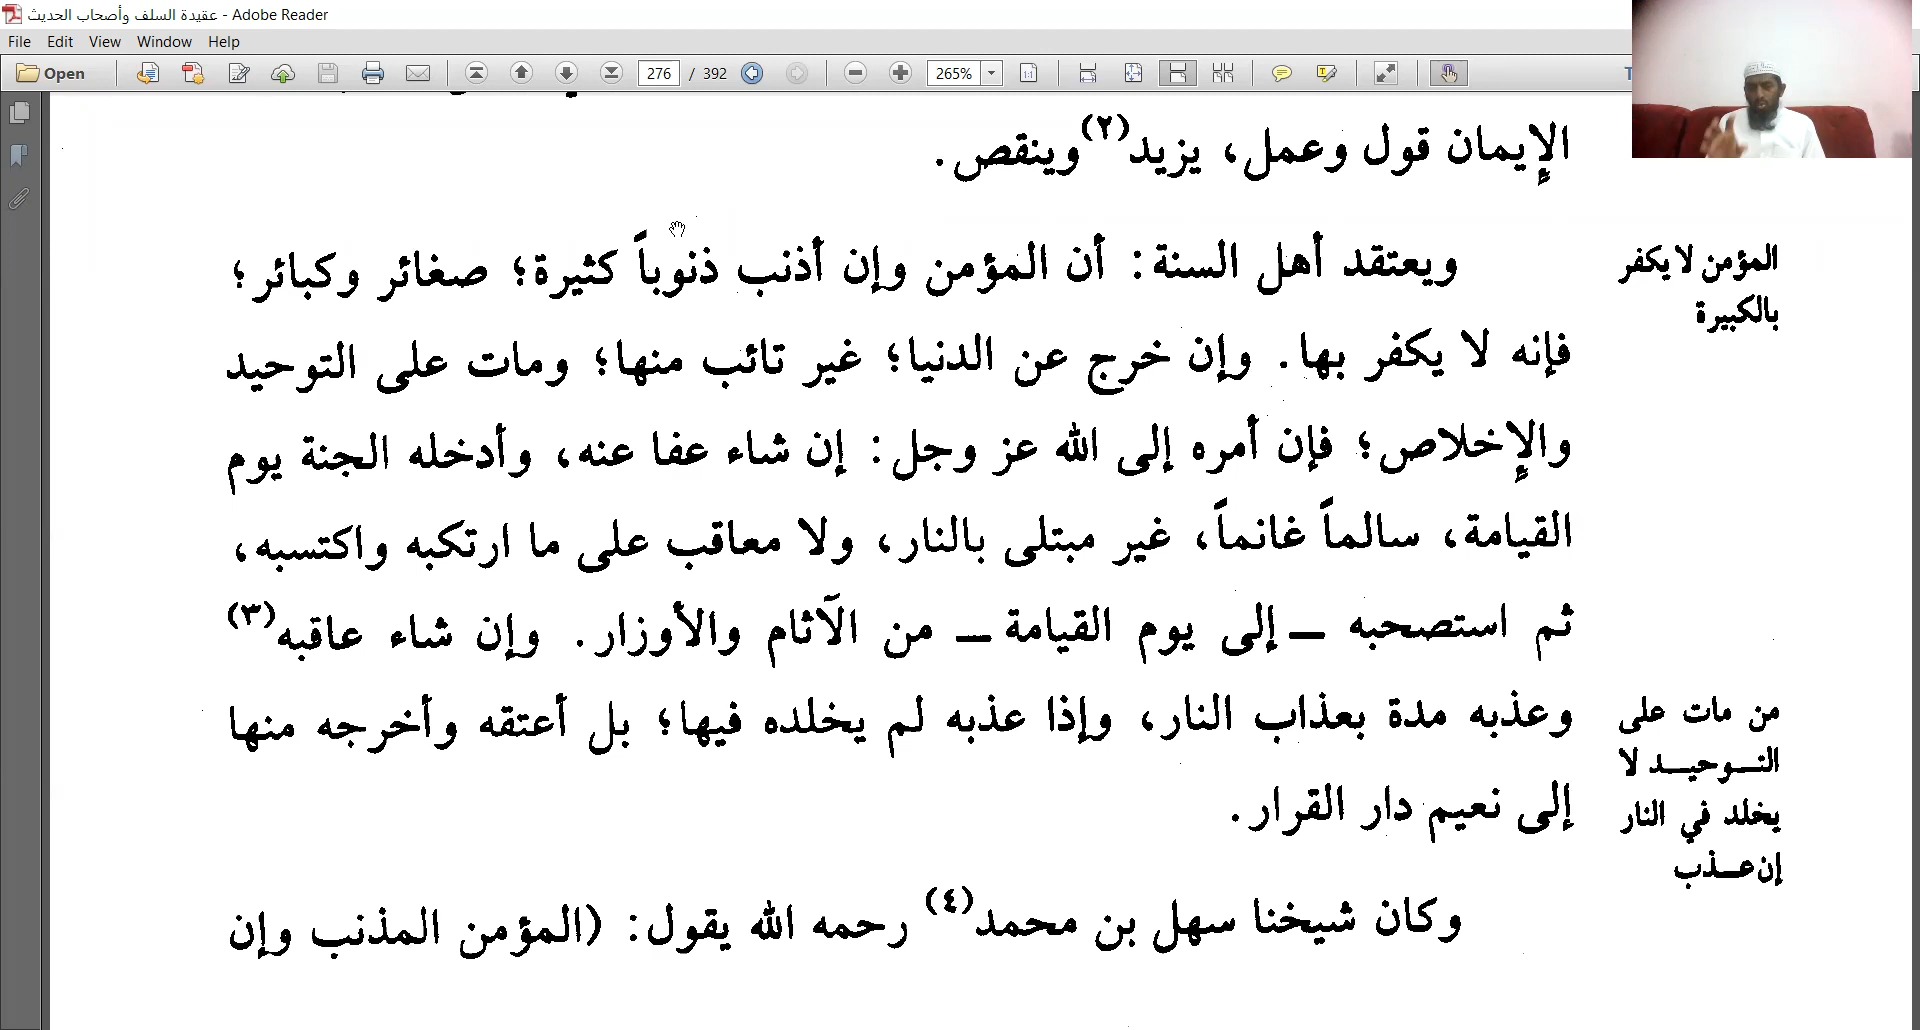 عقيدة السلف وأصحاب الحديث - Adobe Reader
File Edit View Window Help
Open 276 / 392 265%
الإيمان قول وعمل، يزيد(٢) وينقص.
المؤمن لا يكفر
بالكبيرة
ويعتقد أهل السنة: أن المؤمن وإن أذنب ذنوباً كثيرة؛ صغائر وكبائر؛
فإنه لا يكفر بها. وإن خرج عن الدنيا؛ غير تائب منها؛ ومات على التوحيد
والإخلاص؛ فإن أمره إلى الله عز وجل: إن شاء عفا عنه، وأدخله الجنة يوم
القيامة، سالماً غانماً، غير مبتلى بالنار، ولا معاقب على ما ارتكبه واكتسبه،
ثم استصحبه ــ إلى يوم القيامة ــ من الآثام والأوزار. وإن شاء عاقبه(٣)
من مات على
التــوحيــد لا
يخلد في النار
إن عــذب
وعذبه مدة بعذاب النار، وإذا عذبه لم يخلده فيها؛ بل أعتقه وأخرجه منها
إلى نعيم دار القرار.
وكان شيخنا سهل بن محمد(٤) رحمه الله يقول: (المؤمن المذنب وإن